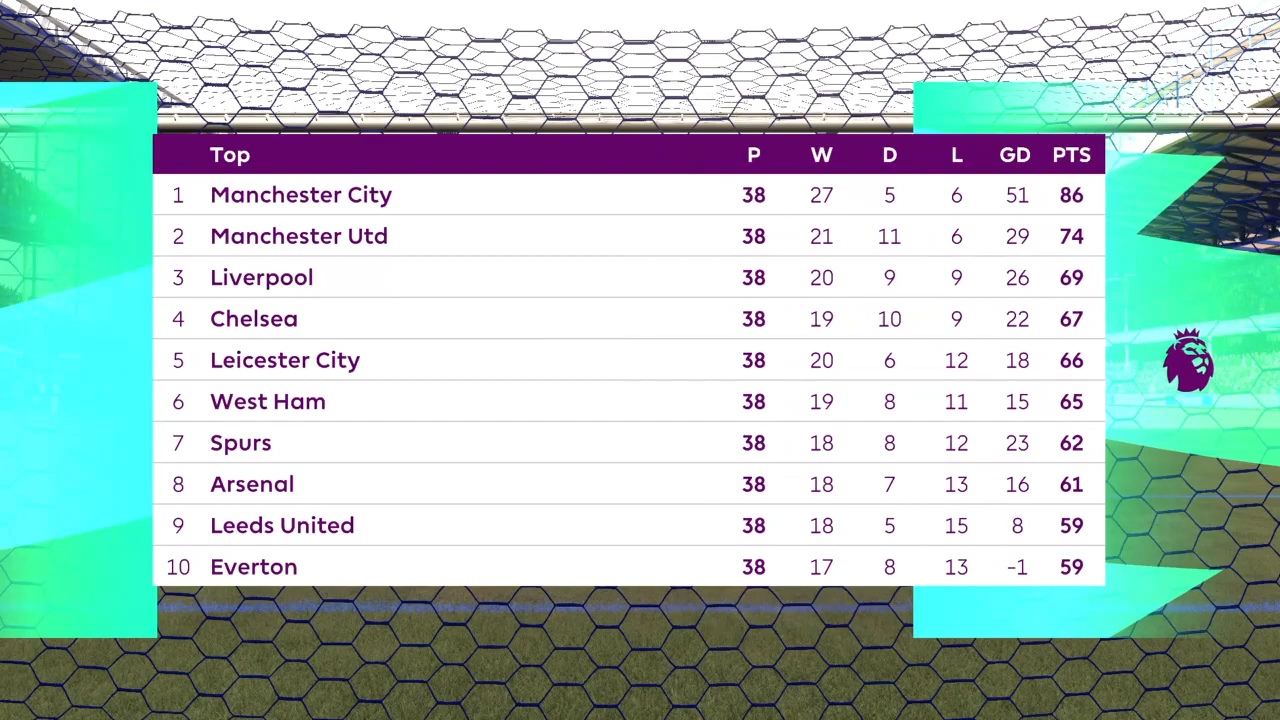 Top P W D L GD PTS
1 Manchester City 38 27 5 6 51 86
2 Manchester Utd 38 21 11 6 29 74
3 Liverpool 38 20 9 9 26 69
4 Chelsea 38 19 10 9 22 67
5 Leicester City 38 20 6 12 18 66
6 West Ham 38 19 8 11 15 65
7 Spurs 38 18 8 12 23 62
8 Arsenal 38 18 7 13 16 61
9 Leeds United 38 18 5 15 8 59
10 Everton 38 17 8 13 -1 59